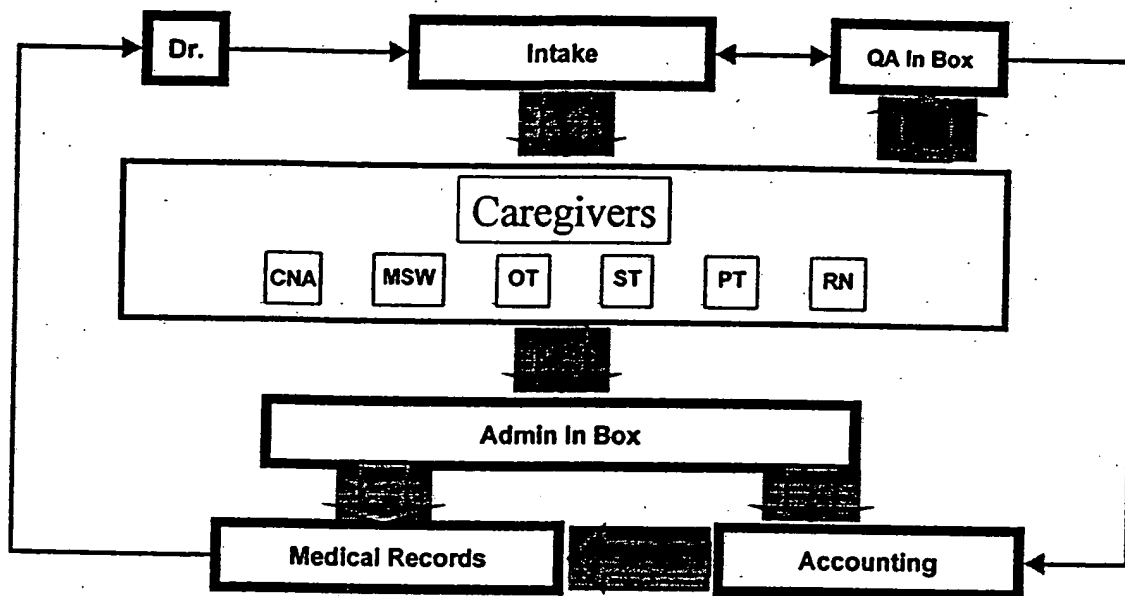 Dr.
Intake
QA In Box
Caregivers
CNA
MSW
OT
ST
PT
RN
Admin In Box
Medical Records
Accounting